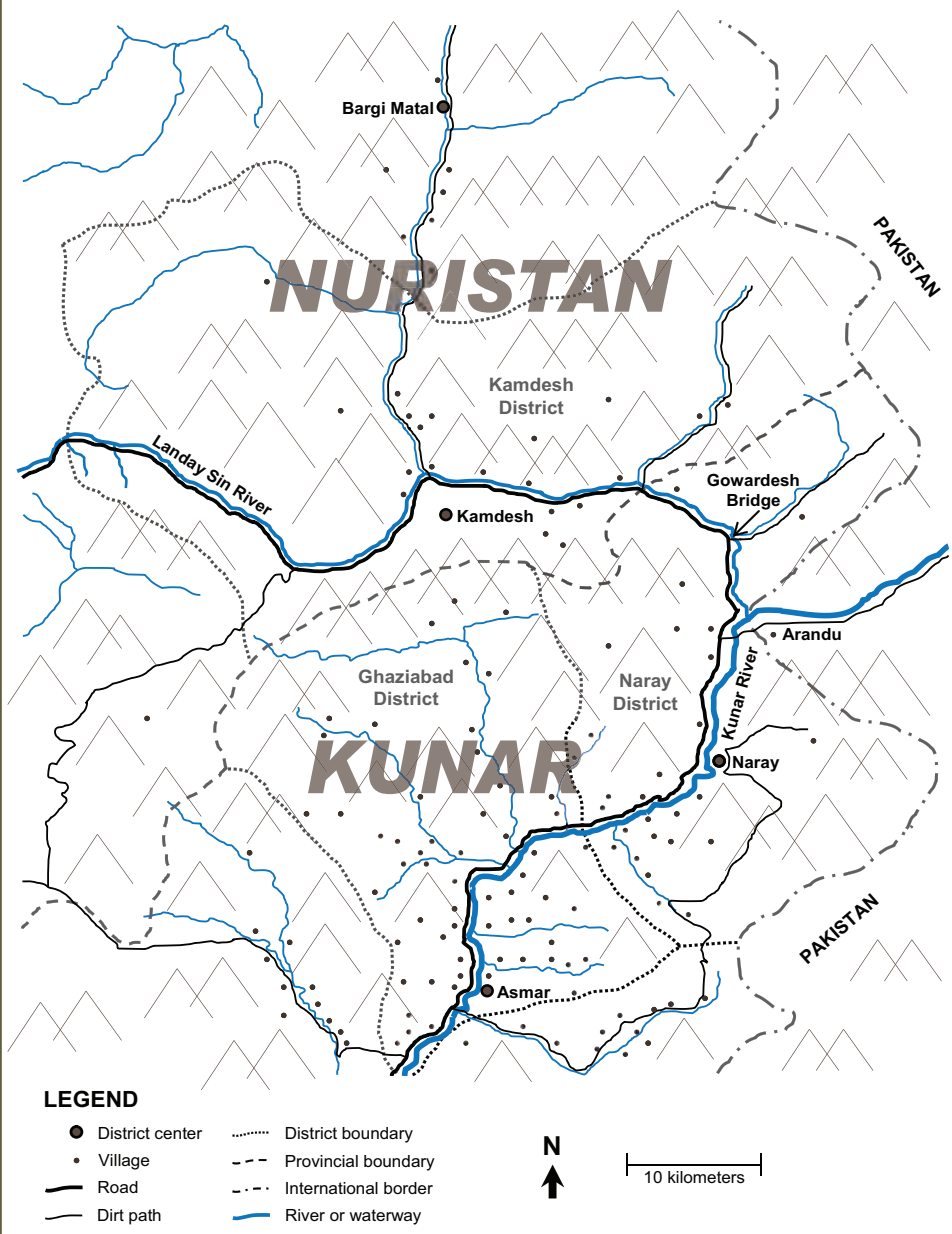 Bargi Matal
PAKISTAN
NURISTAN
Kamdesh
District
Landay Sin River
Gowardesh
Bridge
Kamdesh
Arandu
Ghaziabad
District
Naray
District
Kunar River
KUNAR
Naray
PAKISTAN
Asmar
LEGEND
District center
Village
Road
Dirt path
District boundary
Provincial boundary
International border
River or waterway
N
10 kilometers